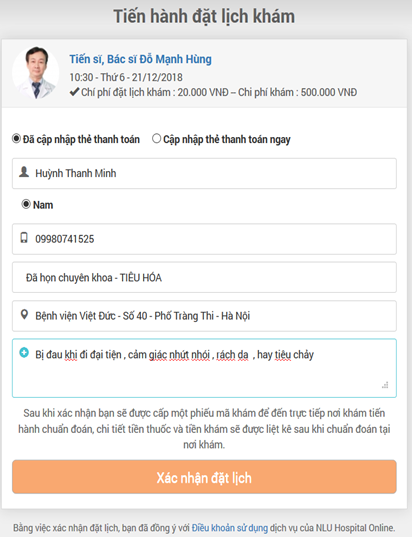 Tiến hành đặt lịch khám
Tiến sĩ, Bác sĩ Đỗ Mạnh Hùng
10:30 - Thứ 6 - 21/12/2018
Chí phí đặt lịch khám : 20.000 VNĐ – Chi phí khám : 500.000 VNĐ
Đã cập nhập thẻ thanh toán Cập nhập thẻ thanh toán ngay
Huỳnh Thanh Minh
Nam
09980741525
Đã họn chuyên khoa - TIÊU HÓA
Bệnh viện Việt Đức - Số 40 - Phố Tràng Thi - Hà Nội
Bị đau khi đi đại tiện , cảm giác nhứt nhói , rách da , hay tiêu chảy
Sau khi xác nhận bạn sẽ được cấp một phiếu mã khám để đến trực tiếp nơi khám tiến
hành chuẩn đoán, chi tiết tiền thuốc và tiền khám sẽ được liệt kê sau khi chuẩn đoán tại
nơi khám.
Xác nhận đặt lịch
Bằng việc xác nhận đặt lịch, bạn đã đồng ý với Điều khoản sử dụng dịch vụ của NLU Hospital Online.